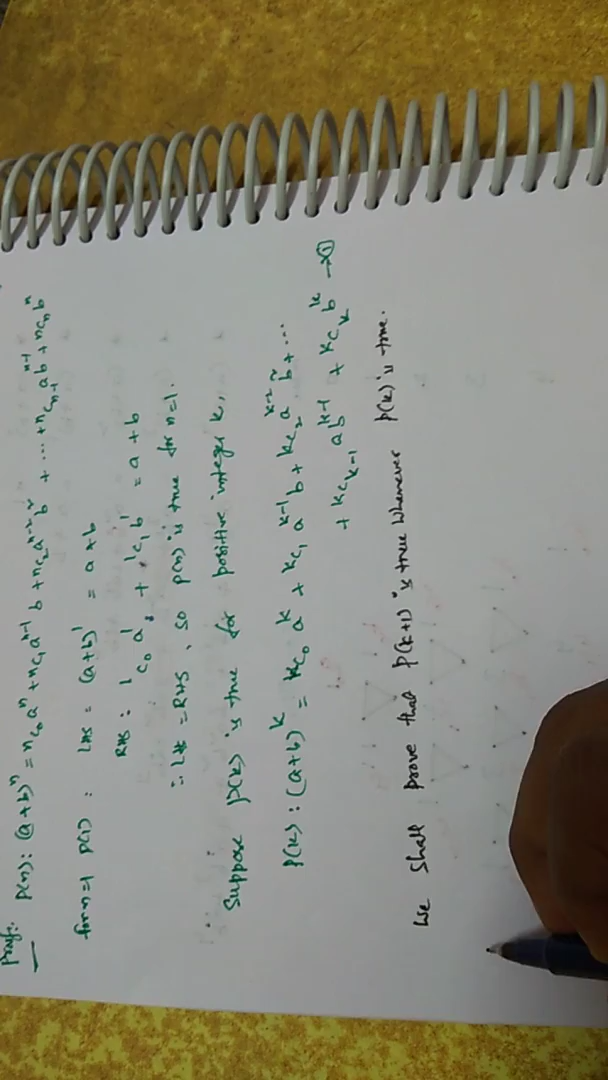 Proof:
P(n): (a+b)^n = nC₀ a^n + nC₁ a^(n-1) b + nC₂ a^(n-2) b^2 + ... + nCₙ₋₁ a b^(n-1) + nCₙ b^n
for n=1 P(1): LHS = (a+b)^1 = a+b
RHS = 1C₀ a^1 + 1C₁ b^1 = a+b
∴ LHS = RHS, so P(n) is true for n=1.
Suppose P(k) is true for positive integer k,
P(k): (a+b)^k = kC₀ a^k + kC₁ a^(k-1) b + kC₂ a^(k-2) b^2 + ...
+ kCₖ₋₁ a b^(k-1) + kCₖ b^k → ①
We shall prove that P(k+1) is true whenever P(k) is true.